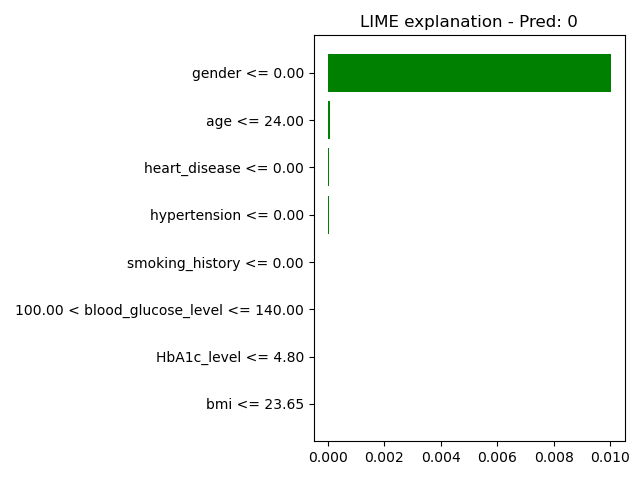 LIME explanation - Pred: 0
gender <= 0.00
age <= 24.00
heart_disease <= 0.00
hypertension <= 0.00
smoking_history <= 0.00
100.00 < blood_glucose_level <= 140.00
HbA1c_level <= 4.80
bmi <= 23.65
0.000 0.002 0.004 0.006 0.008 0.010